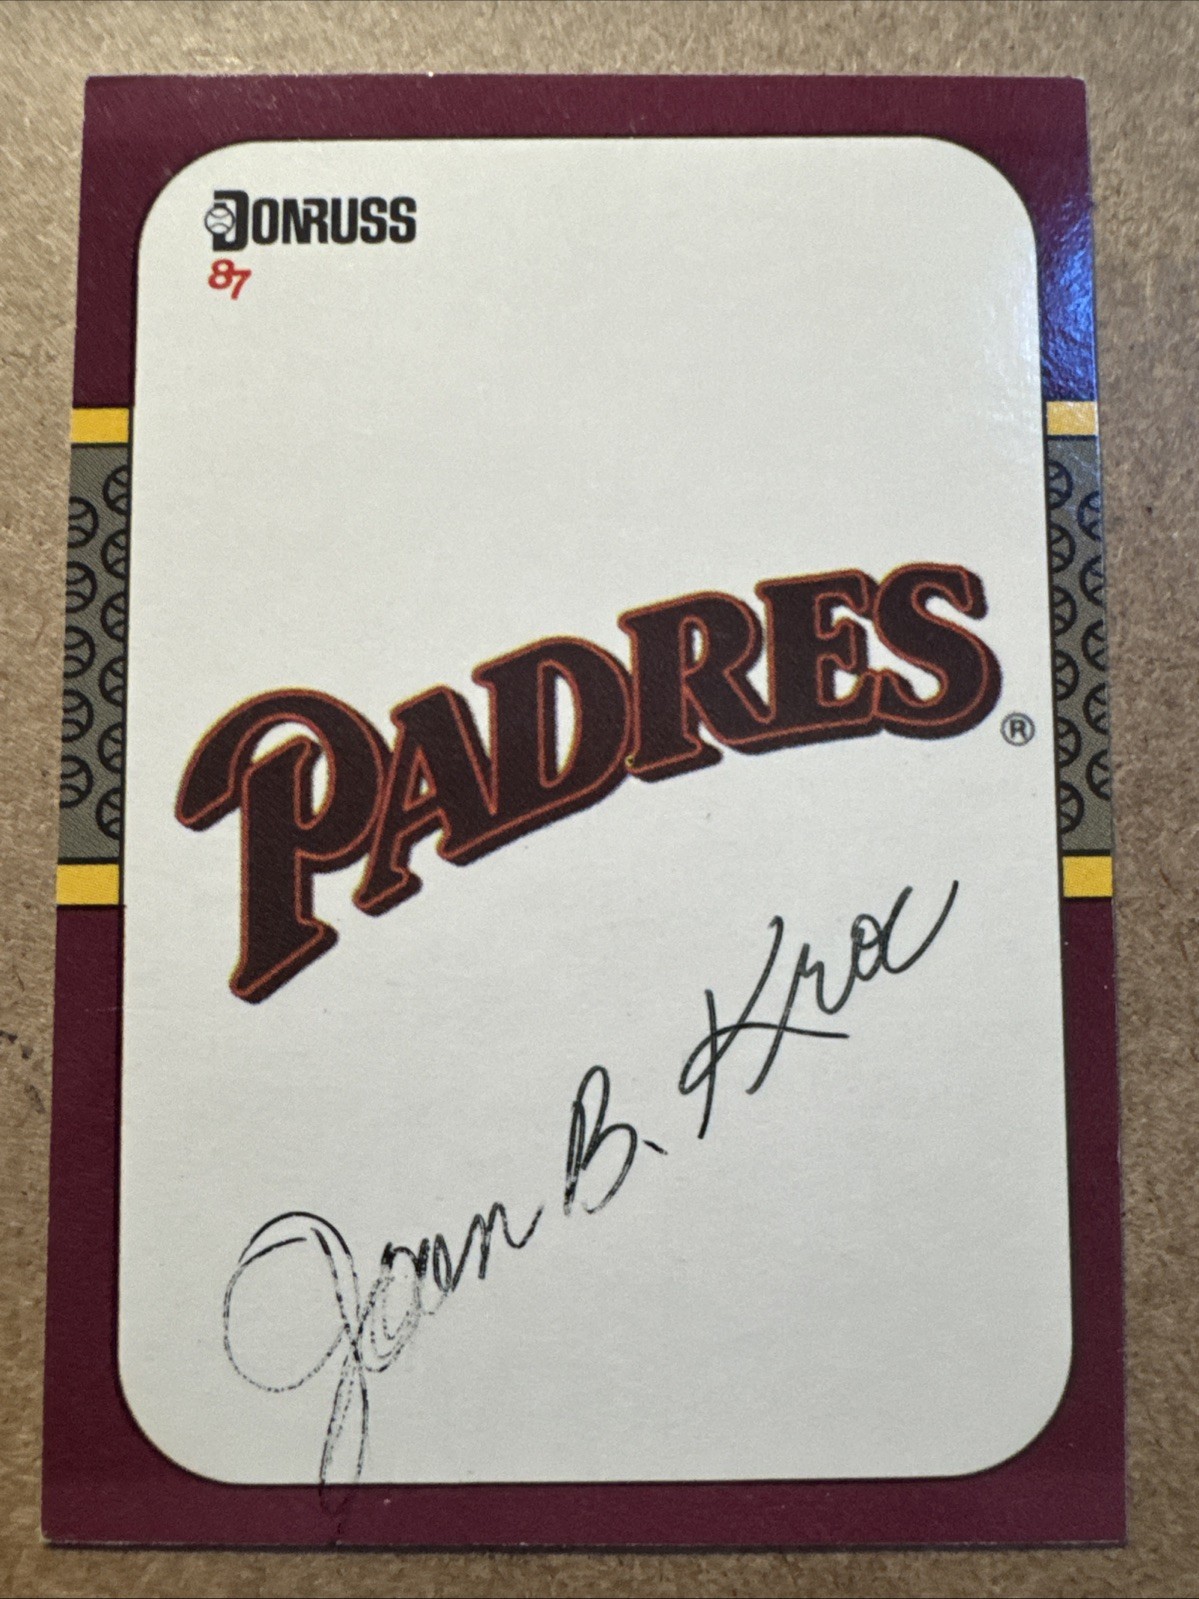 DONRUSS
87
PADRES ®
Joan B. Kroc